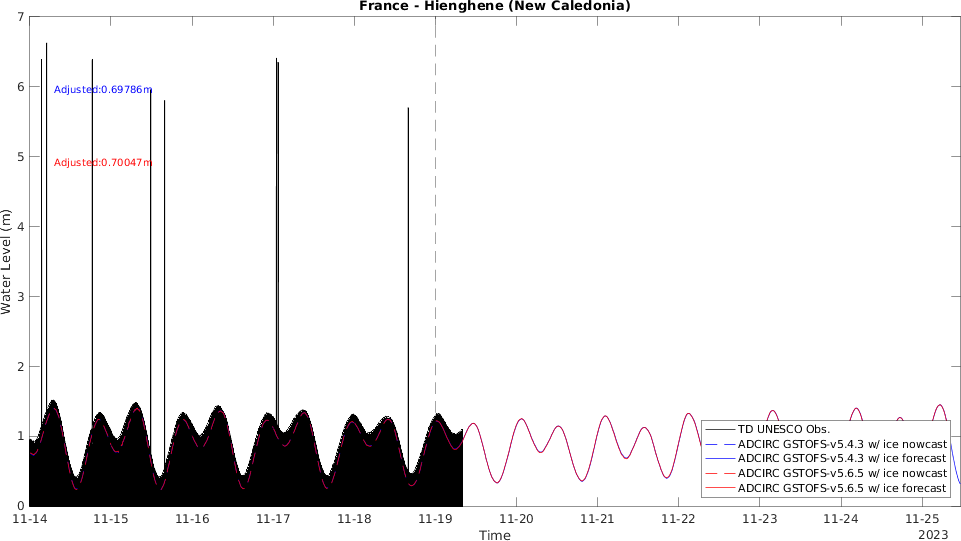 France - Hienghene (New Caledonia)
7
6
5
4
3
2
1
0
Water Level (m)
Adjusted:0.69786m
Adjusted:0.70047m
TD UNESCO Obs.
ADCIRC GSTOFS-v5.4.3 w/ ice nowcast
ADCIRC GSTOFS-v5.4.3 w/ ice forecast
ADCIRC GSTOFS-v5.6.5 w/ ice nowcast
ADCIRC GSTOFS-v5.6.5 w/ ice forecast
11-14 11-15 11-16 11-17 11-18 11-19 11-20 11-21 11-22 11-23 11-24 11-25
Time
2023